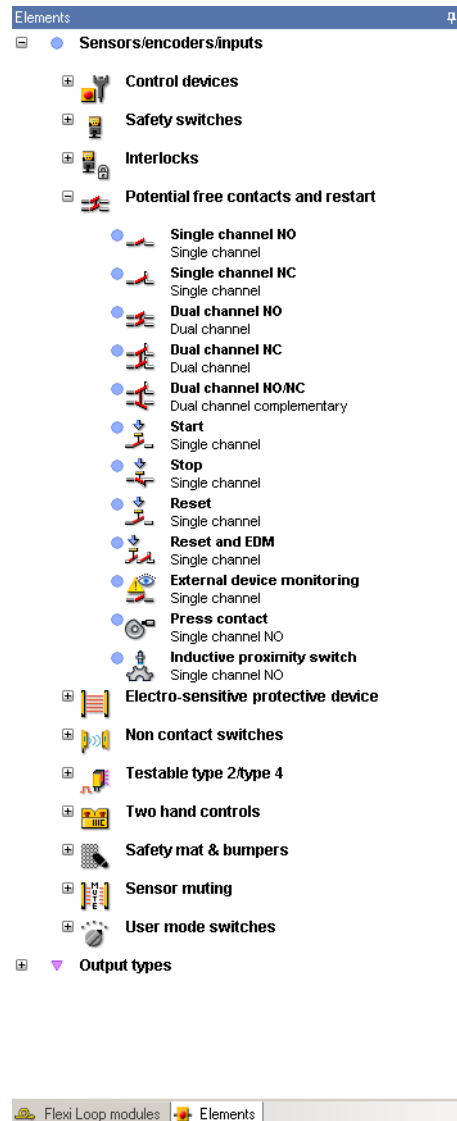 Elements
Sensors/encoders/inputs
Control devices
Safety switches
Interlocks
Potential free contacts and restart
Single channel NO
Single channel
Single channel NC
Single channel
Dual channel NO
Dual channel
Dual channel NC
Dual channel
Dual channel NO/NC
Dual channel complementary
Start
Single channel
Stop
Single channel
Reset
Single channel
Reset and EDM
Single channel
External device monitoring
Single channel
Press contact
Single channel NO
Inductive proximity switch
Single channel NO
Electro-sensitive protective device
Non contact switches
Testable type 2/type 4
Two hand controls
IIIC
Safety mat & bumpers
MUTE
Sensor muting
User mode switches
Output types
Flexi Loop modules
Elements